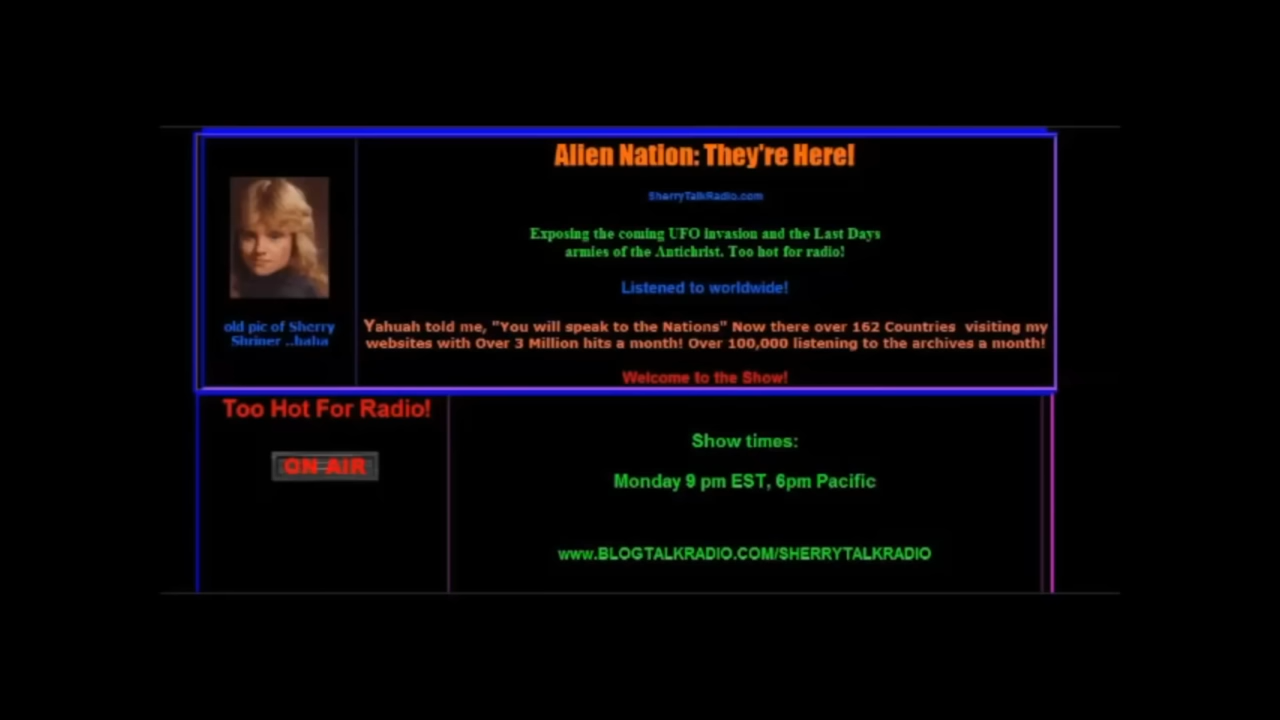 Alien Nation: They're Here!
SherryTalkRadio.com
Exposing the coming UFO invasion and the Last Days
armies of the Antichrist. Too hot for radio!
Listened to worldwide!
old pic of Sherry
Shriner ..haha
Yahuah told me, "You will speak to the Nations" Now there over 162 Countries visiting my
websites with Over 3 Million hits a month! Over 100,000 listening to the archives a month!
Welcome to the Show!
Too Hot For Radio!
ON AIR
Show times:
Monday 9 pm EST, 6pm Pacific
www.BLOGTALKRADIO.COM/SHERRYTALKRADIO